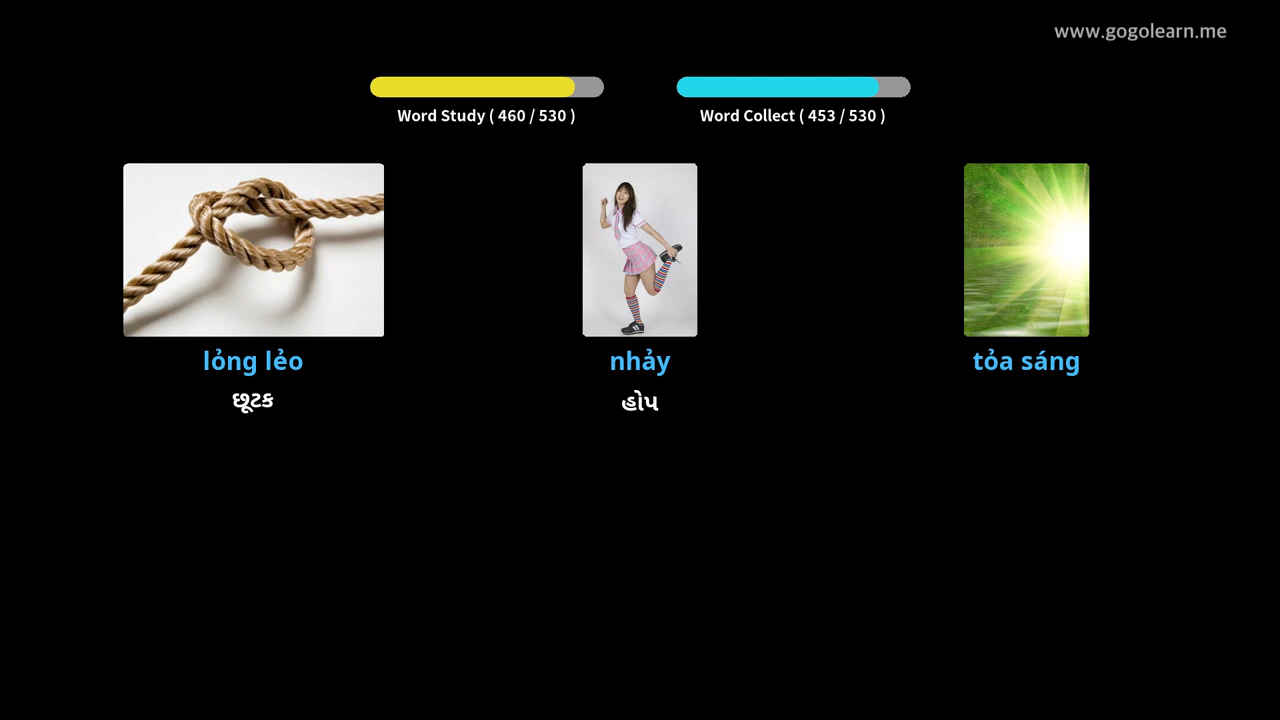 www.gogolearn.me
Word Study ( 460 / 530 )
Word Collect ( 453 / 530 )
lỏng lẻo
nhảy
tỏa sáng
છૂટક
હોપ